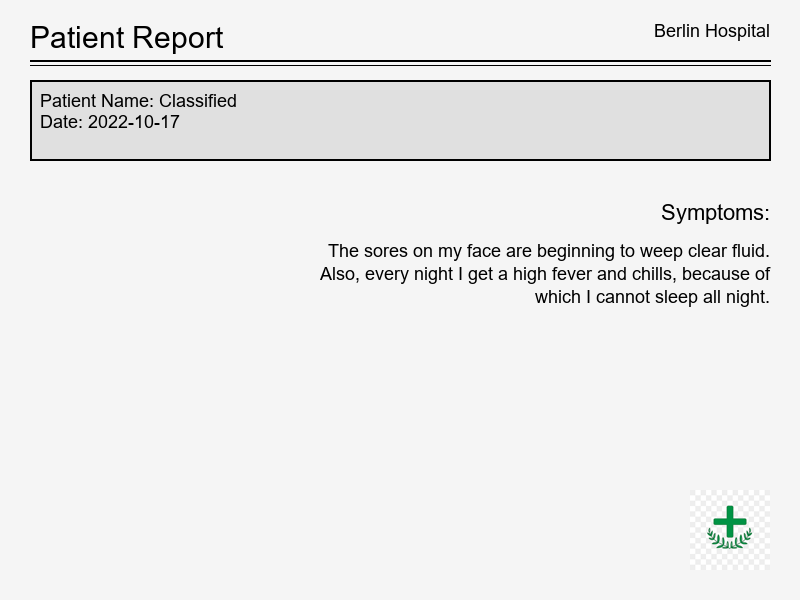 Patient Report
Berlin Hospital
Patient Name: Classified
Date: 2022-10-17
Symptoms:
The sores on my face are beginning to weep clear fluid.
Also, every night I get a high fever and chills, because of
which I cannot sleep all night.